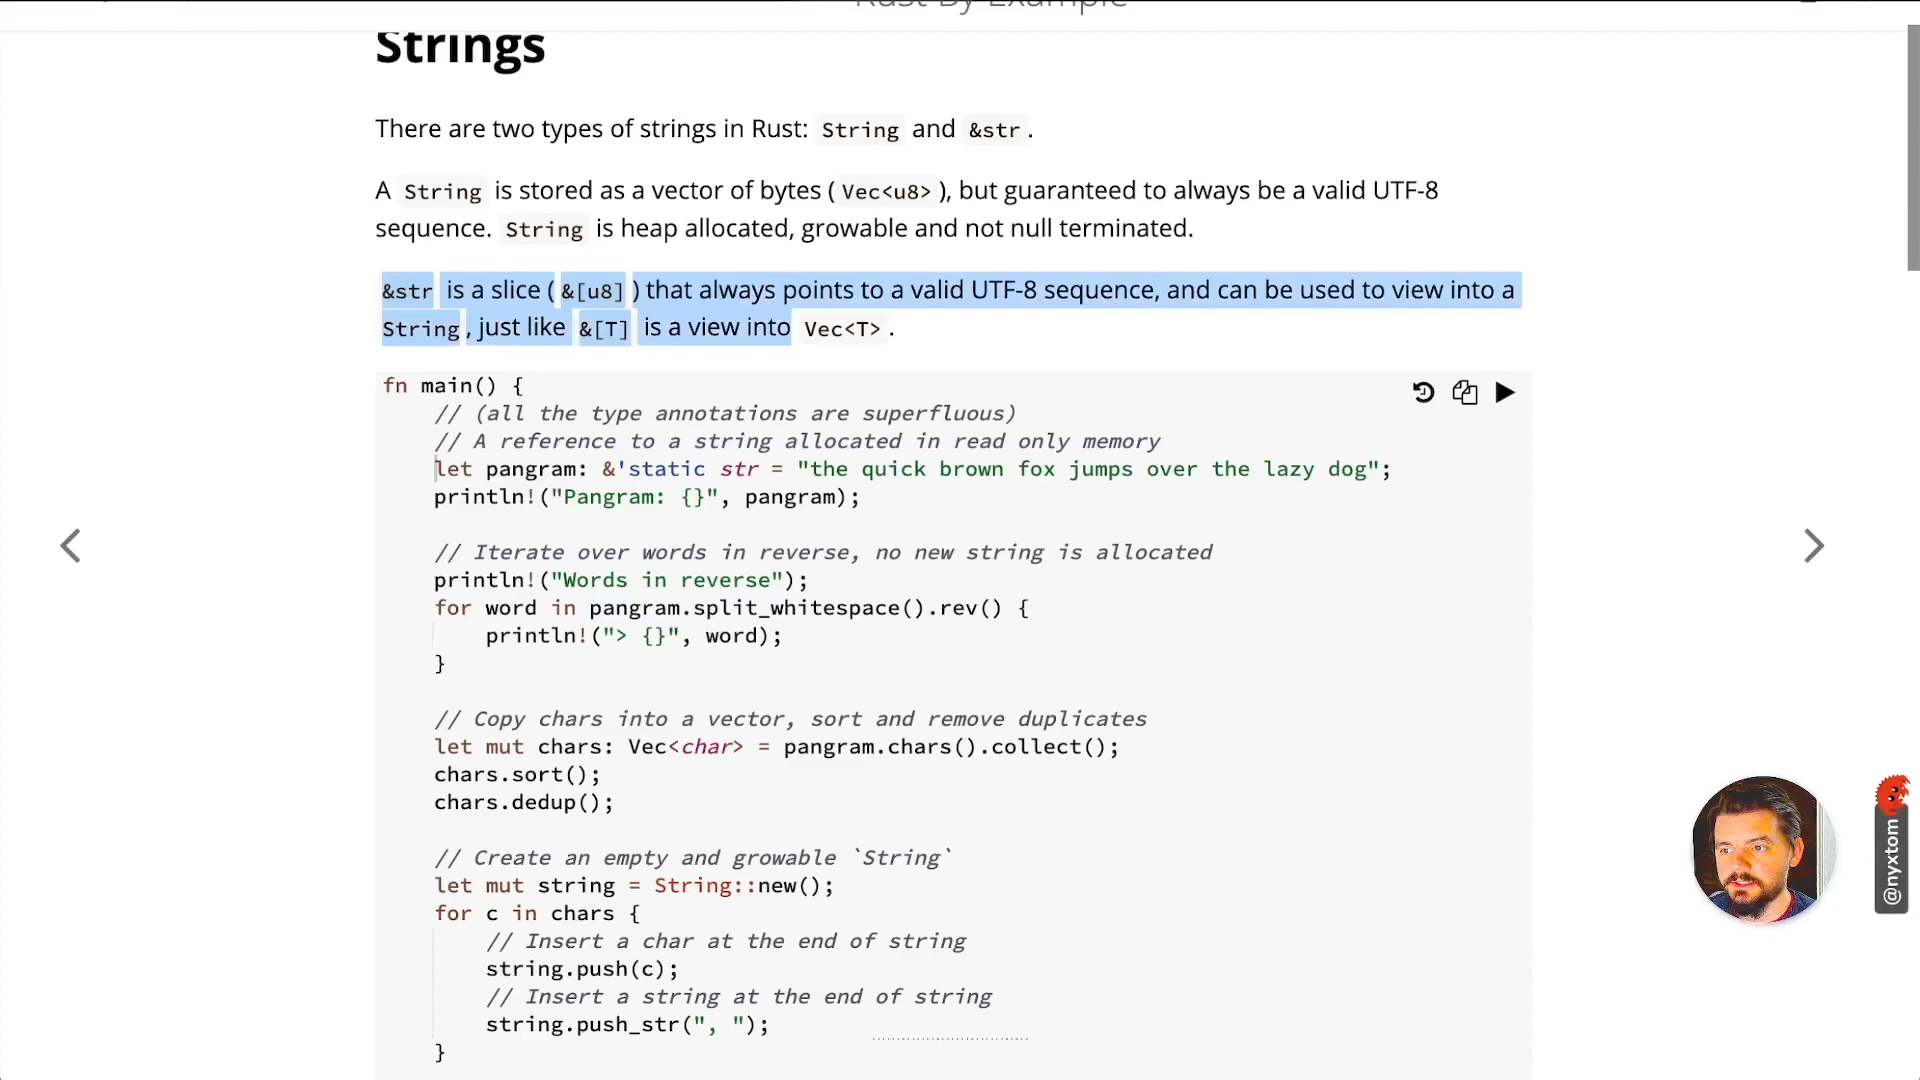 Rust By Example
Strings
There are two types of strings in Rust: String and &str.
A String is stored as a vector of bytes (Vec<u8>), but guaranteed to always be a valid UTF-8
sequence. String is heap allocated, growable and not null terminated.
&str is a slice (&[u8]) that always points to a valid UTF-8 sequence, and can be used to view into a
String, just like &[T] is a view into Vec<T>.
fn main() {
    // (all the type annotations are superfluous)
    // A reference to a string allocated in read only memory
    let pangram: &'static str = "the quick brown fox jumps over the lazy dog";
    println!("Pangram: {}", pangram);
    // Iterate over words in reverse, no new string is allocated
    println!("Words in reverse");
    for word in pangram.split_whitespace().rev() {
        println!("> {}", word);
    }
    // Copy chars into a vector, sort and remove duplicates
    let mut chars: Vec<char> = pangram.chars().collect();
    chars.sort();
    chars.dedup();
    // Create an empty and growable `String`
    let mut string = String::new();
    for c in chars {
        // Insert a char at the end of string
        string.push(c);
        // Insert a string at the end of string
        string.push_str(", ");
    }
@nyxtom